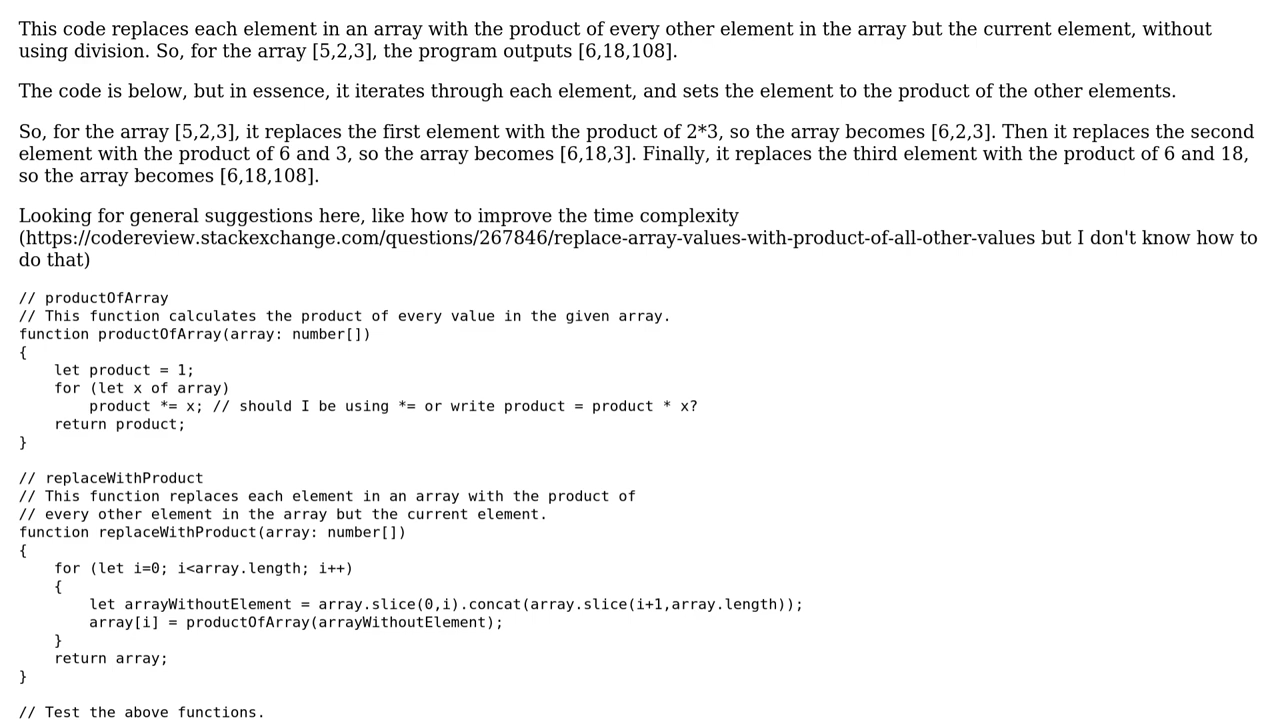 This code replaces each element in an array with the product of every other element in the array but the current element, without
using division. So, for the array [5,2,3], the program outputs [6,18,108].
The code is below, but in essence, it iterates through each element, and sets the element to the product of the other elements.
So, for the array [5,2,3], it replaces the first element with the product of 2*3, so the array becomes [6,2,3]. Then it replaces the second
element with the product of 6 and 3, so the array becomes [6,18,3]. Finally, it replaces the third element with the product of 6 and 18,
so the array becomes [6,18,108].
Looking for general suggestions here, like how to improve the time complexity
(https://codereview.stackexchange.com/questions/267846/replace-array-values-with-product-of-all-other-values but I don't know how to
do that)
// productOfArray
// This function calculates the product of every value in the given array.
function productOfArray(array: number[])
{
    let product = 1;
    for (let x of array)
        product *= x; // should I be using *= or write product = product * x?
    return product;
}
// replaceWithProduct
// This function replaces each element in an array with the product of
// every other element in the array but the current element.
function replaceWithProduct(array: number[])
{
    for (let i=0; i<array.length; i++)
    {
        let arrayWithoutElement = array.slice(0,i).concat(array.slice(i+1,array.length));
        array[i] = productOfArray(arrayWithoutElement);
    }
    return array;
}
// Test the above functions.